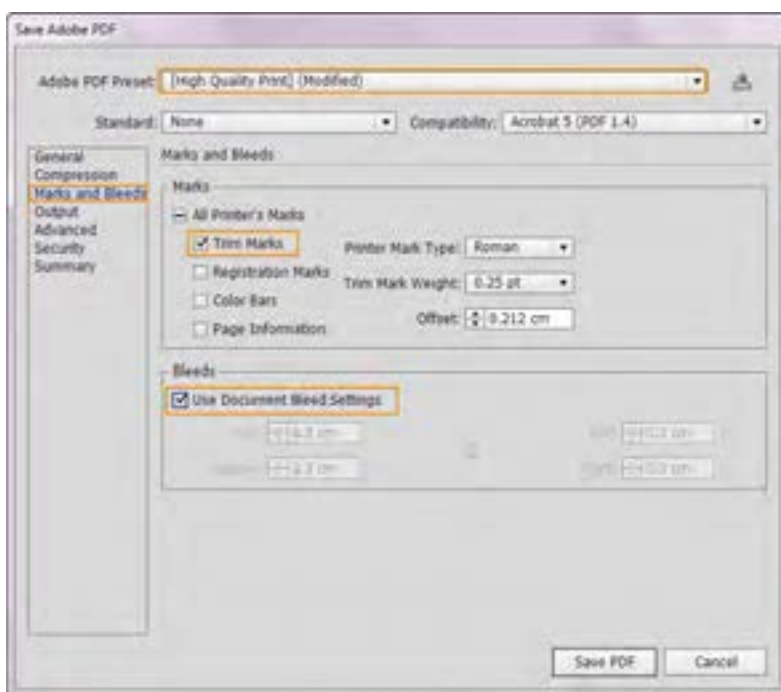 Save Adobe PDF
Adobe PDF Preset: [High Quality Print] (Modified)
Standard: None Compatibility: Acrobat 5 (PDF 1.4)
General
Compression
Marks and Bleeds
Output
Advanced
Security
Summary
Marks and Bleeds
Marks
All Printer's Marks
Trim Marks
Registration Marks
Color Bars
Page Information
Printer Mark Type: Roman
Trim Mark Weight: 0.25 pt
Offset: 0.212 cm
Bleeds
Use Document Bleed Settings
Save PDF Cancel